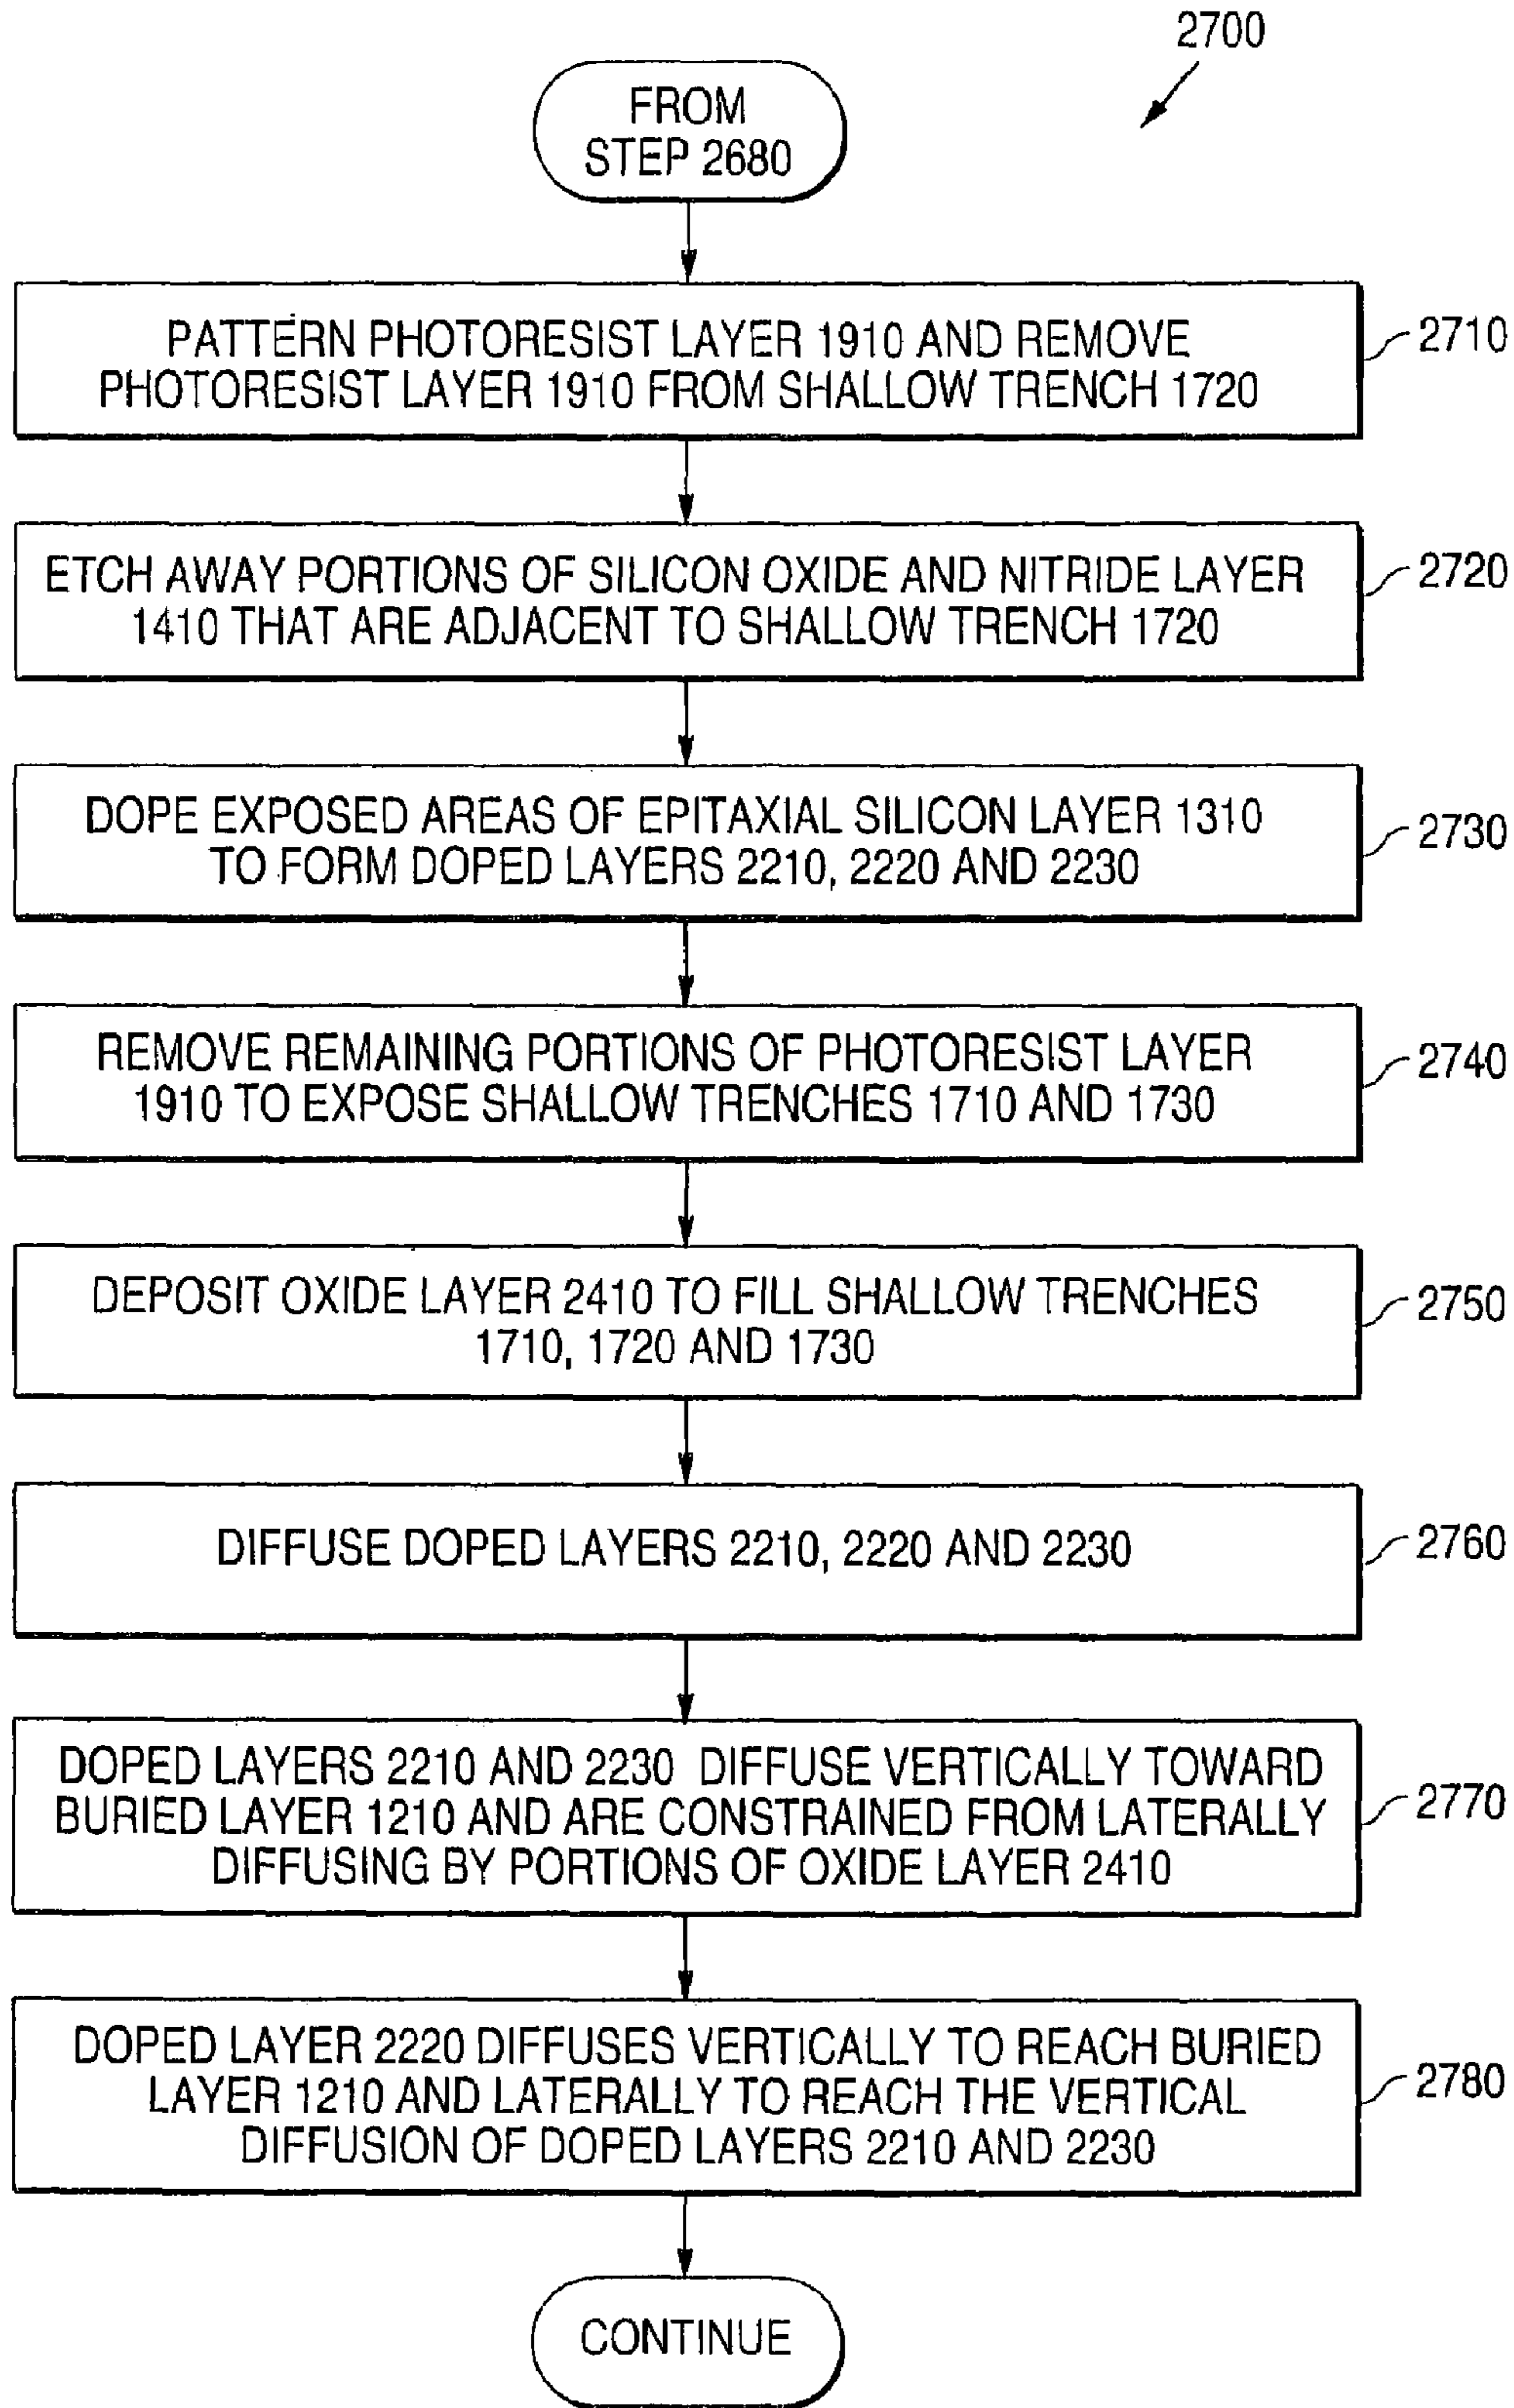 2700
FROM
STEP 2680
PATTERN PHOTORESIST LAYER 1910 AND REMOVE
PHOTORESIST LAYER 1910 FROM SHALLOW TRENCH 1720
2710
ETCH AWAY PORTIONS OF SILICON OXIDE AND NITRIDE LAYER
1410 THAT ARE ADJACENT TO SHALLOW TRENCH 1720
2720
DOPE EXPOSED AREAS OF EPITAXIAL SILICON LAYER 1310
TO FORM DOPED LAYERS 2210, 2220 AND 2230
2730
REMOVE REMAINING PORTIONS OF PHOTORESIST LAYER
1910 TO EXPOSE SHALLOW TRENCHES 1710 AND 1730
2740
DEPOSIT OXIDE LAYER 2410 TO FILL SHALLOW TRENCHES
1710, 1720 AND 1730
2750
DIFFUSE DOPED LAYERS 2210, 2220 AND 2230
2760
DOPED LAYERS 2210 AND 2230 DIFFUSE VERTICALLY TOWARD
BURIED LAYER 1210 AND ARE CONSTRAINED FROM LATERALLY
DIFFUSING BY PORTIONS OF OXIDE LAYER 2410
2770
DOPED LAYER 2220 DIFFUSES VERTICALLY TO REACH BURIED
LAYER 1210 AND LATERALLY TO REACH THE VERTICAL
DIFFUSION OF DOPED LAYERS 2210 AND 2230
2780
CONTINUE